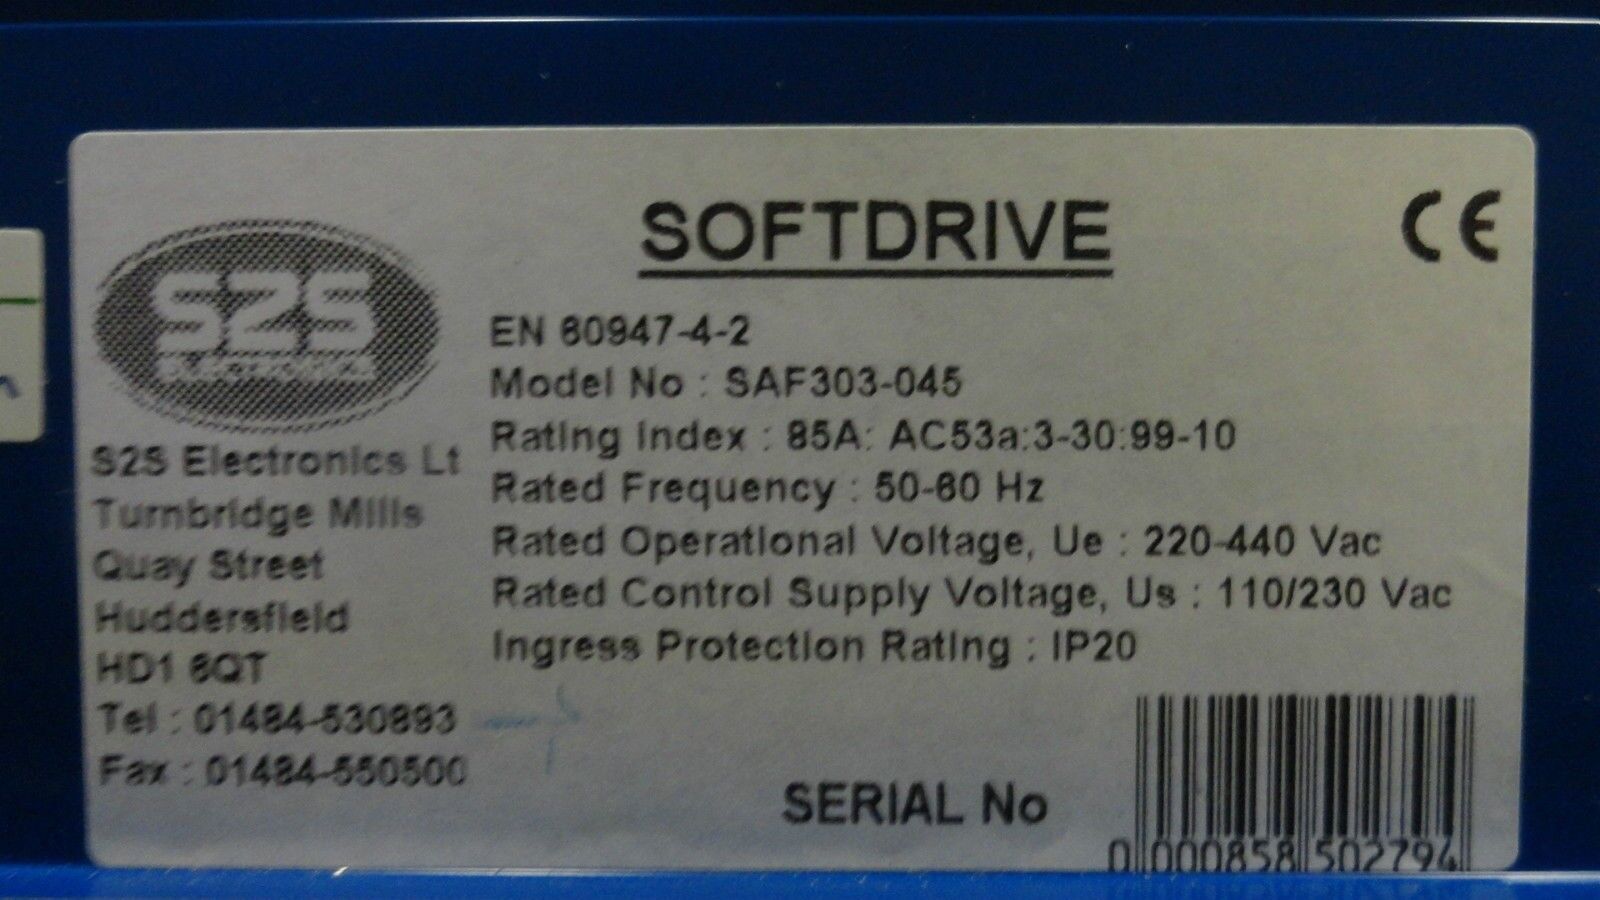 SOFTDRIVE
CE
S2S
EN 60947-4-2
Model No : SAF303-045
Rating Index : 85A: AC53a:3-30:99-10
Rated Frequency : 50-60 Hz
Rated Operational Voltage, Ue : 220-440 Vac
Rated Control Supply Voltage, Us : 110/230 Vac
Ingress Protection Rating : IP20
S2S Electronics Lt
Turnbridge Mills
Quay Street
Huddersfield
HD1 6QT
Tel : 01484-530893
Fax : 01484-550500
SERIAL No
0 000858 502794